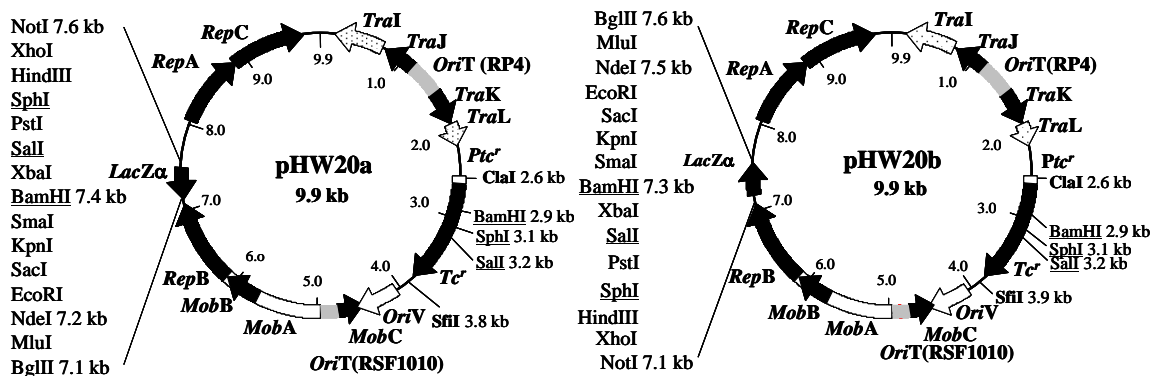 NotI 7.6 kb
XhoI
HindIII
SphI
PstI
SalI
XbaI
BamHI 7.4 kb
SmaI
KpnI
SacI
EcoRI
NdeI 7.2 kb
MluI
BglII 7.1 kb
TraI
RepC
9.9
TraJ
OriT (RP4)
RepA
9.0
1.0
TraK
TraL
8.0
2.0
Ptcʳ
pHW20a
9.9 kb
LacZα
ClaI 2.6 kb
7.0
3.0
BamHI 2.9 kb
SphI 3.1 kb
SalI 3.2 kb
RepB
6.o
5.0
4.0
Tcʳ
MobB
OriV
SfiI 3.8 kb
MobA
MobC
OriT(RSF1010)
BglII 7.6 kb
MluI
NdeI 7.5 kb
EcoRI
SacI
KpnI
SmaI
BamHI 7.3 kb
XbaI
SalI
PstI
SphI
HindIII
XhoI
NotI 7.1 kb
TraI
RepC
9.9
TraJ
OriT(RP4)
RepA
9.0
1.0
TraK
TraL
8.0
2.0
Ptcʳ
pHW20b
9.9 kb
LacZα
ClaI 2.6 kb
7.0
3.0
BamHI 2.9 kb
SphI 3.1 kb
SalI 3.2 kb
RepB
6.0
5.0
4.0
Tcʳ
MobB
OriV
SfiI 3.9 kb
MobA
MobC
OriT(RSF1010)